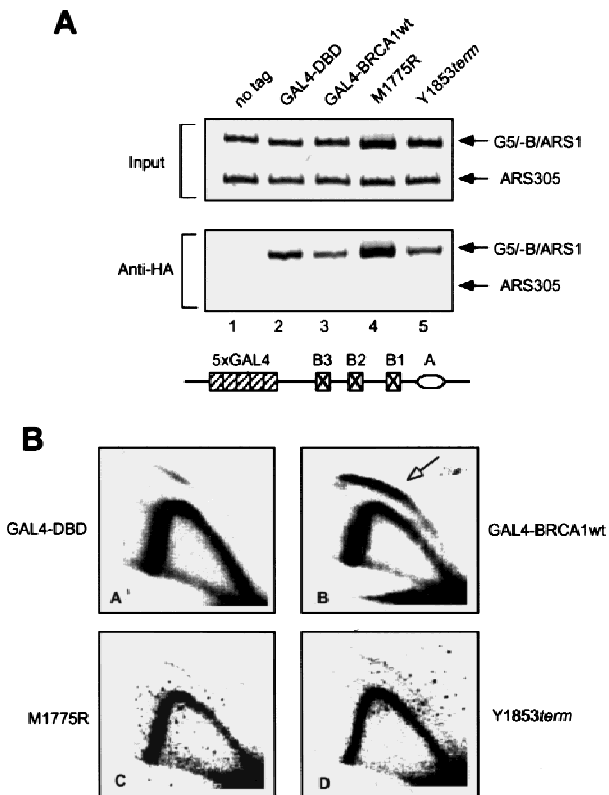 A
no tag
GAL4-DBD
GAL4-BRCA1wt
M1775R
Y1853term
Input
G5/-B/ARS1
ARS305
Anti-HA
G5/-B/ARS1
ARS305
1 2 3 4 5
5xGAL4 B3 B2 B1 A
B
GAL4-DBD
A
GAL4-BRCA1wt
B
M1775R
C
Y1853term
D